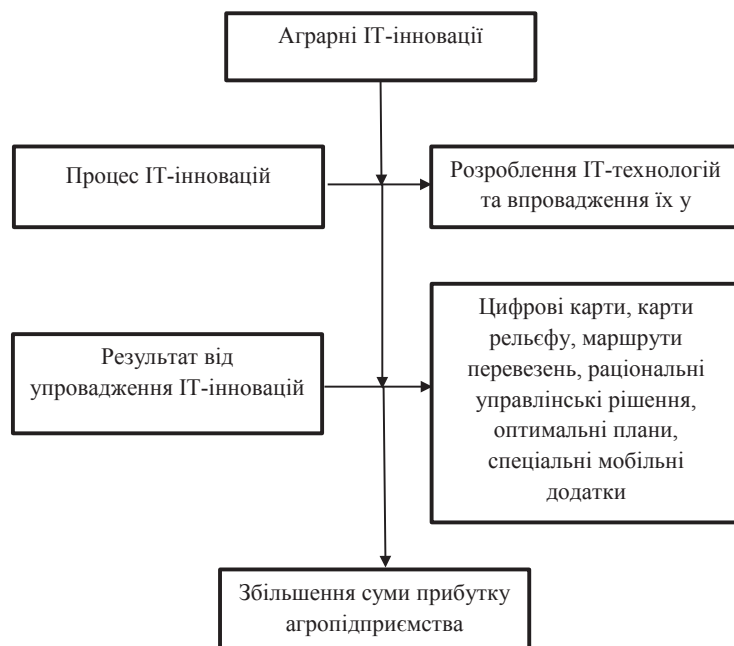 Аграрні ІТ-інновації
Процес ІТ-інновацій
Розроблення ІТ-технологій
та впровадження їх у
Результат від
упровадження ІТ-інновацій
Цифрові карти, карти
рельєфу, маршрути
перевезень, раціональні
управлінські рішення,
оптимальні плани,
спеціальні мобільні
додатки
Збільшення суми прибутку
агропідприємства